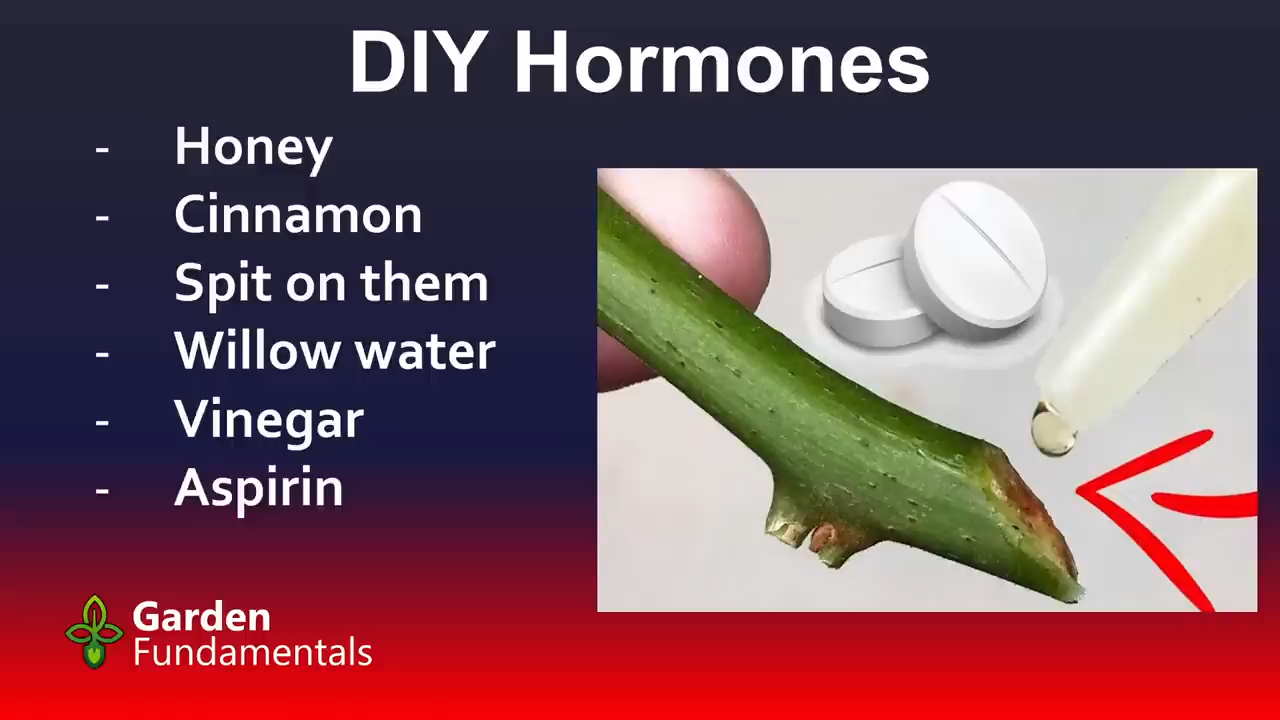 DIY Hormones
- Honey
- Cinnamon
- Spit on them
- Willow water
- Vinegar
- Aspirin
Garden
Fundamentals